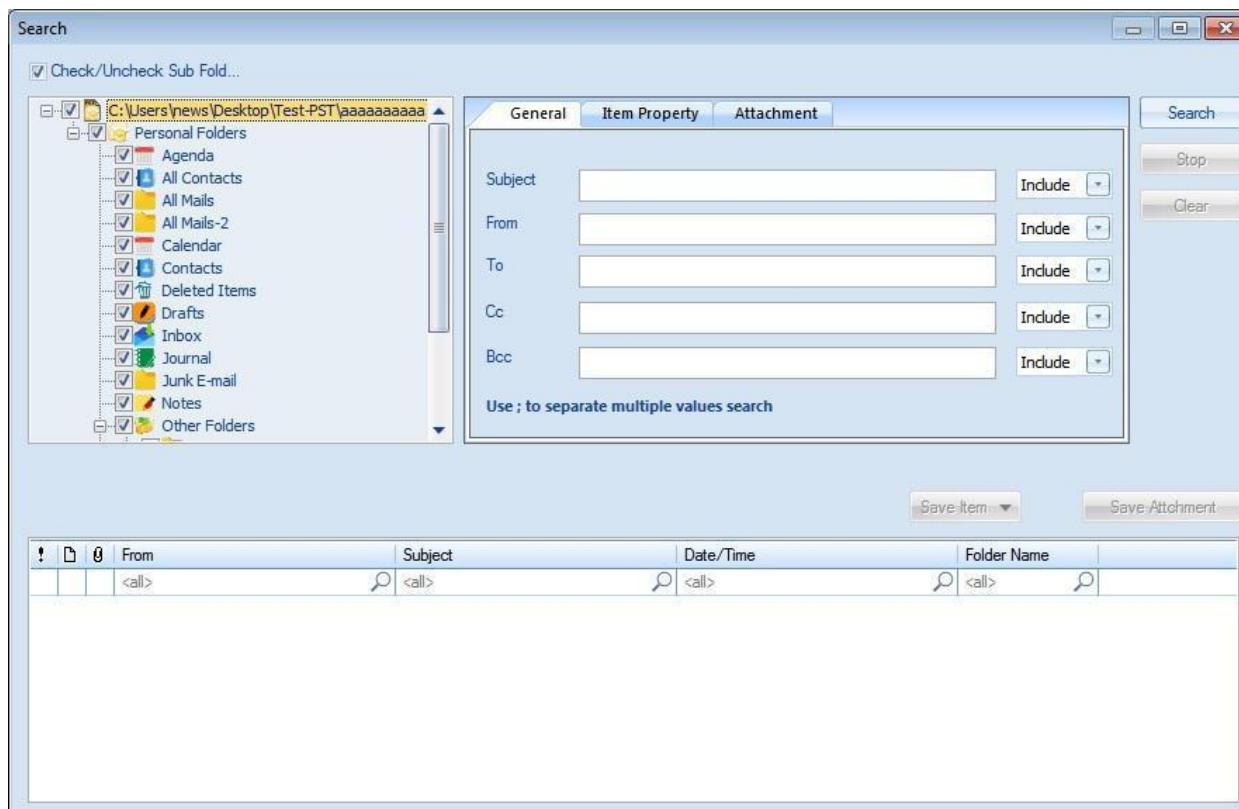 Search
Check/Uncheck Sub Fold...
C:\Users\news\Desktop\Test-PST\aaaaaaaaaa
Personal Folders
Agenda
All Contacts
All Mails
All Mails-2
Calendar
Contacts
Deleted Items
Drafts
Inbox
Journal
Junk E-mail
Notes
Other Folders
General Item Property Attachment
Subject Include
From Include
To Include
Cc Include
Bcc Include
Use ; to separate multiple values search
Search
Stop
Clear
Save Item Save Attchment
! From Subject Date/Time Folder Name
<all> <all> <all> <all>